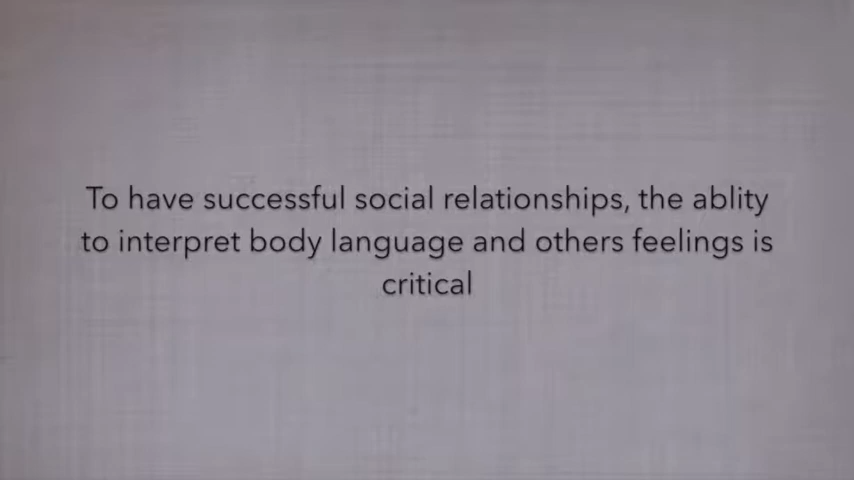 To have successful social relationships, the ablity
to interpret body language and others feelings is
critical